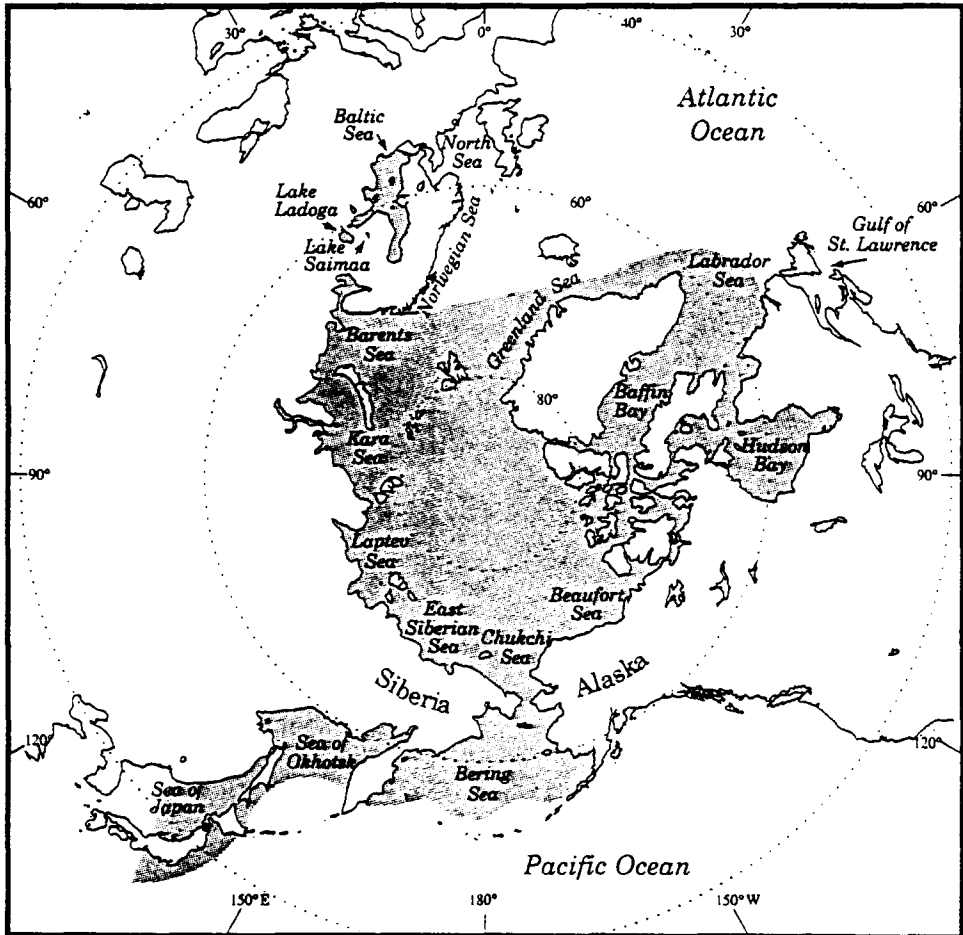 30°
0°
40°
30°
Atlantic
Ocean
Baltic
Sea
North
Sea
Lake
Ladoga
60°
60°
60°
Gulf of
St. Lawrence
Lake
Saimaa
Norwegian Sea
Labrador
Sea
Greenland Sea
Barents
Sea
80°
Baffin
Bay
Kara
Sea
Hudson
Bay
90°
90°
Laptev
Sea
Beaufort
Sea
East
Siberian
Sea
Chukchi
Sea
Siberia
Alaska
120°
120°
Sea of
Okhotsk
Bering
Sea
Sea of
Japan
Pacific Ocean
150° E
180°
150° W